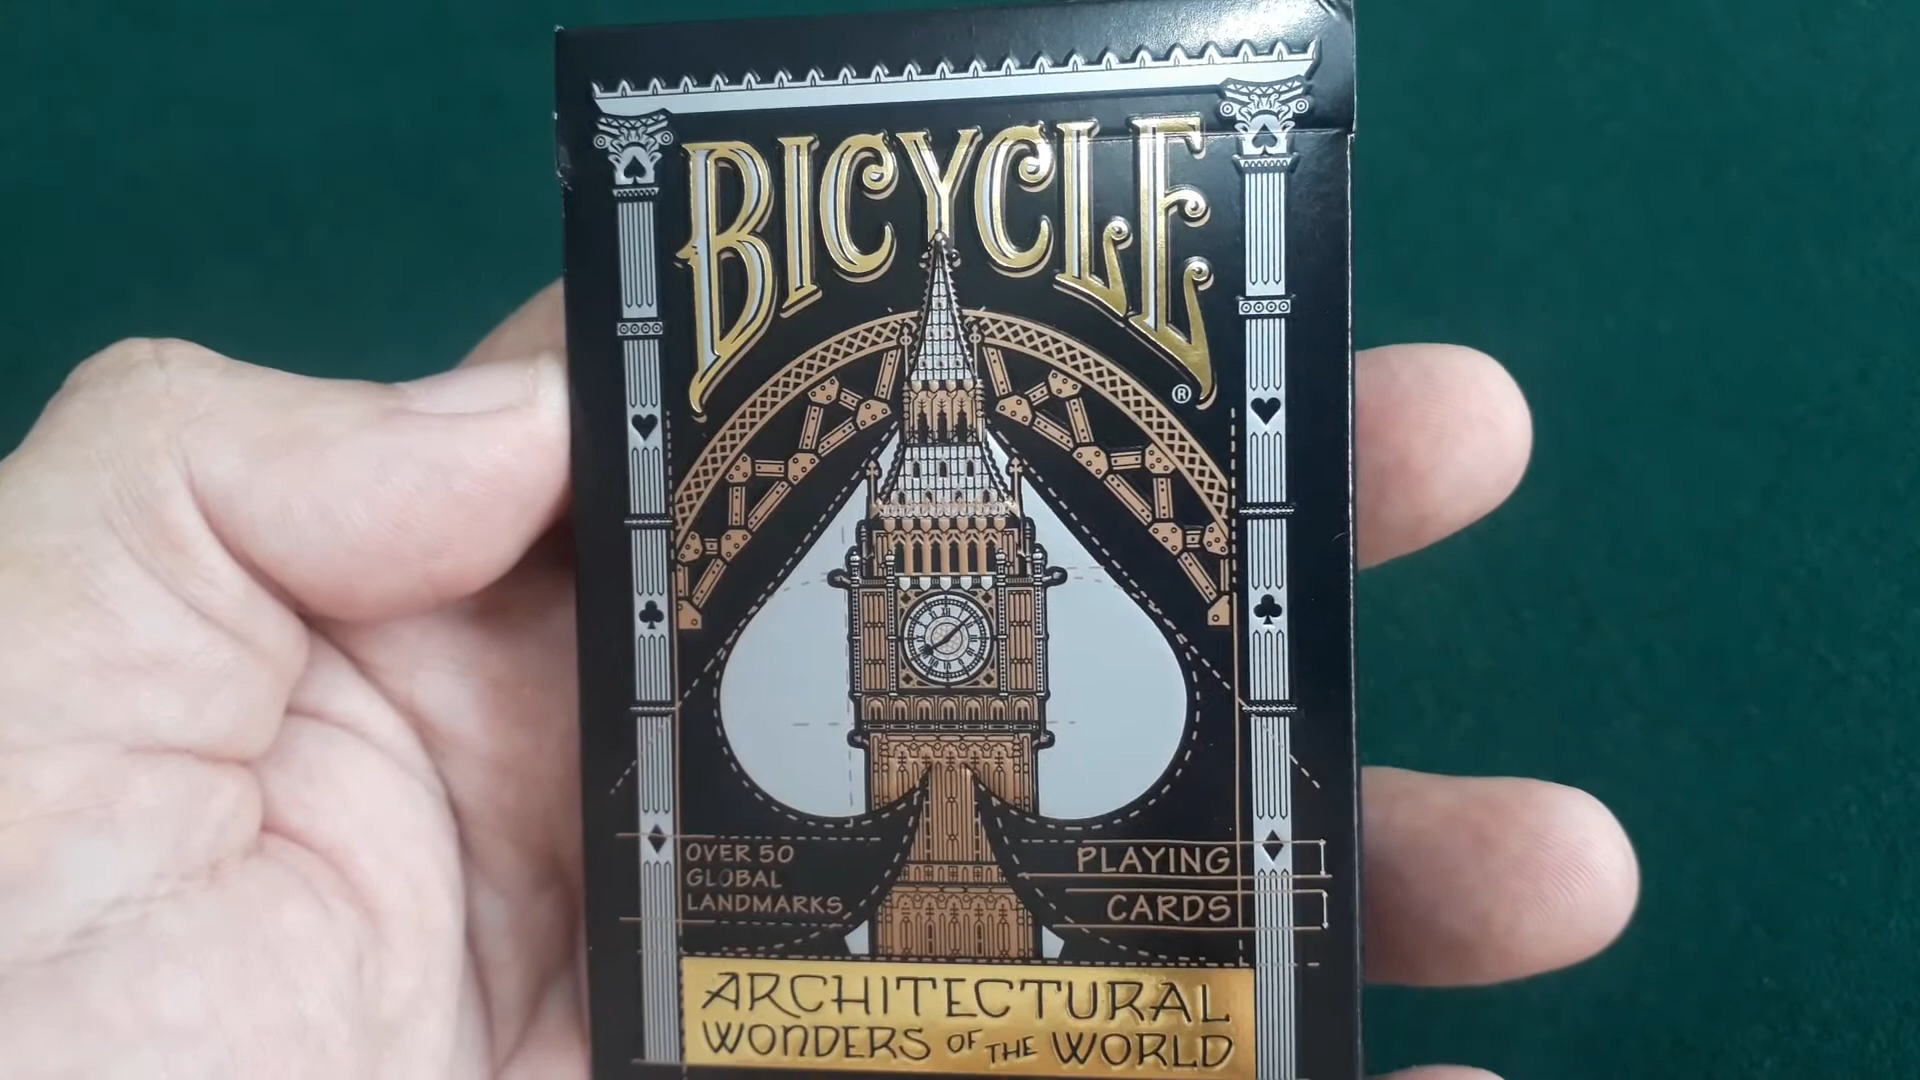 BICYCLE
®
OVER 50
GLOBAL
LANDMARKS
PLAYING
CARDS
ARCHITECTURAL
WONDERS OF THE WORLD